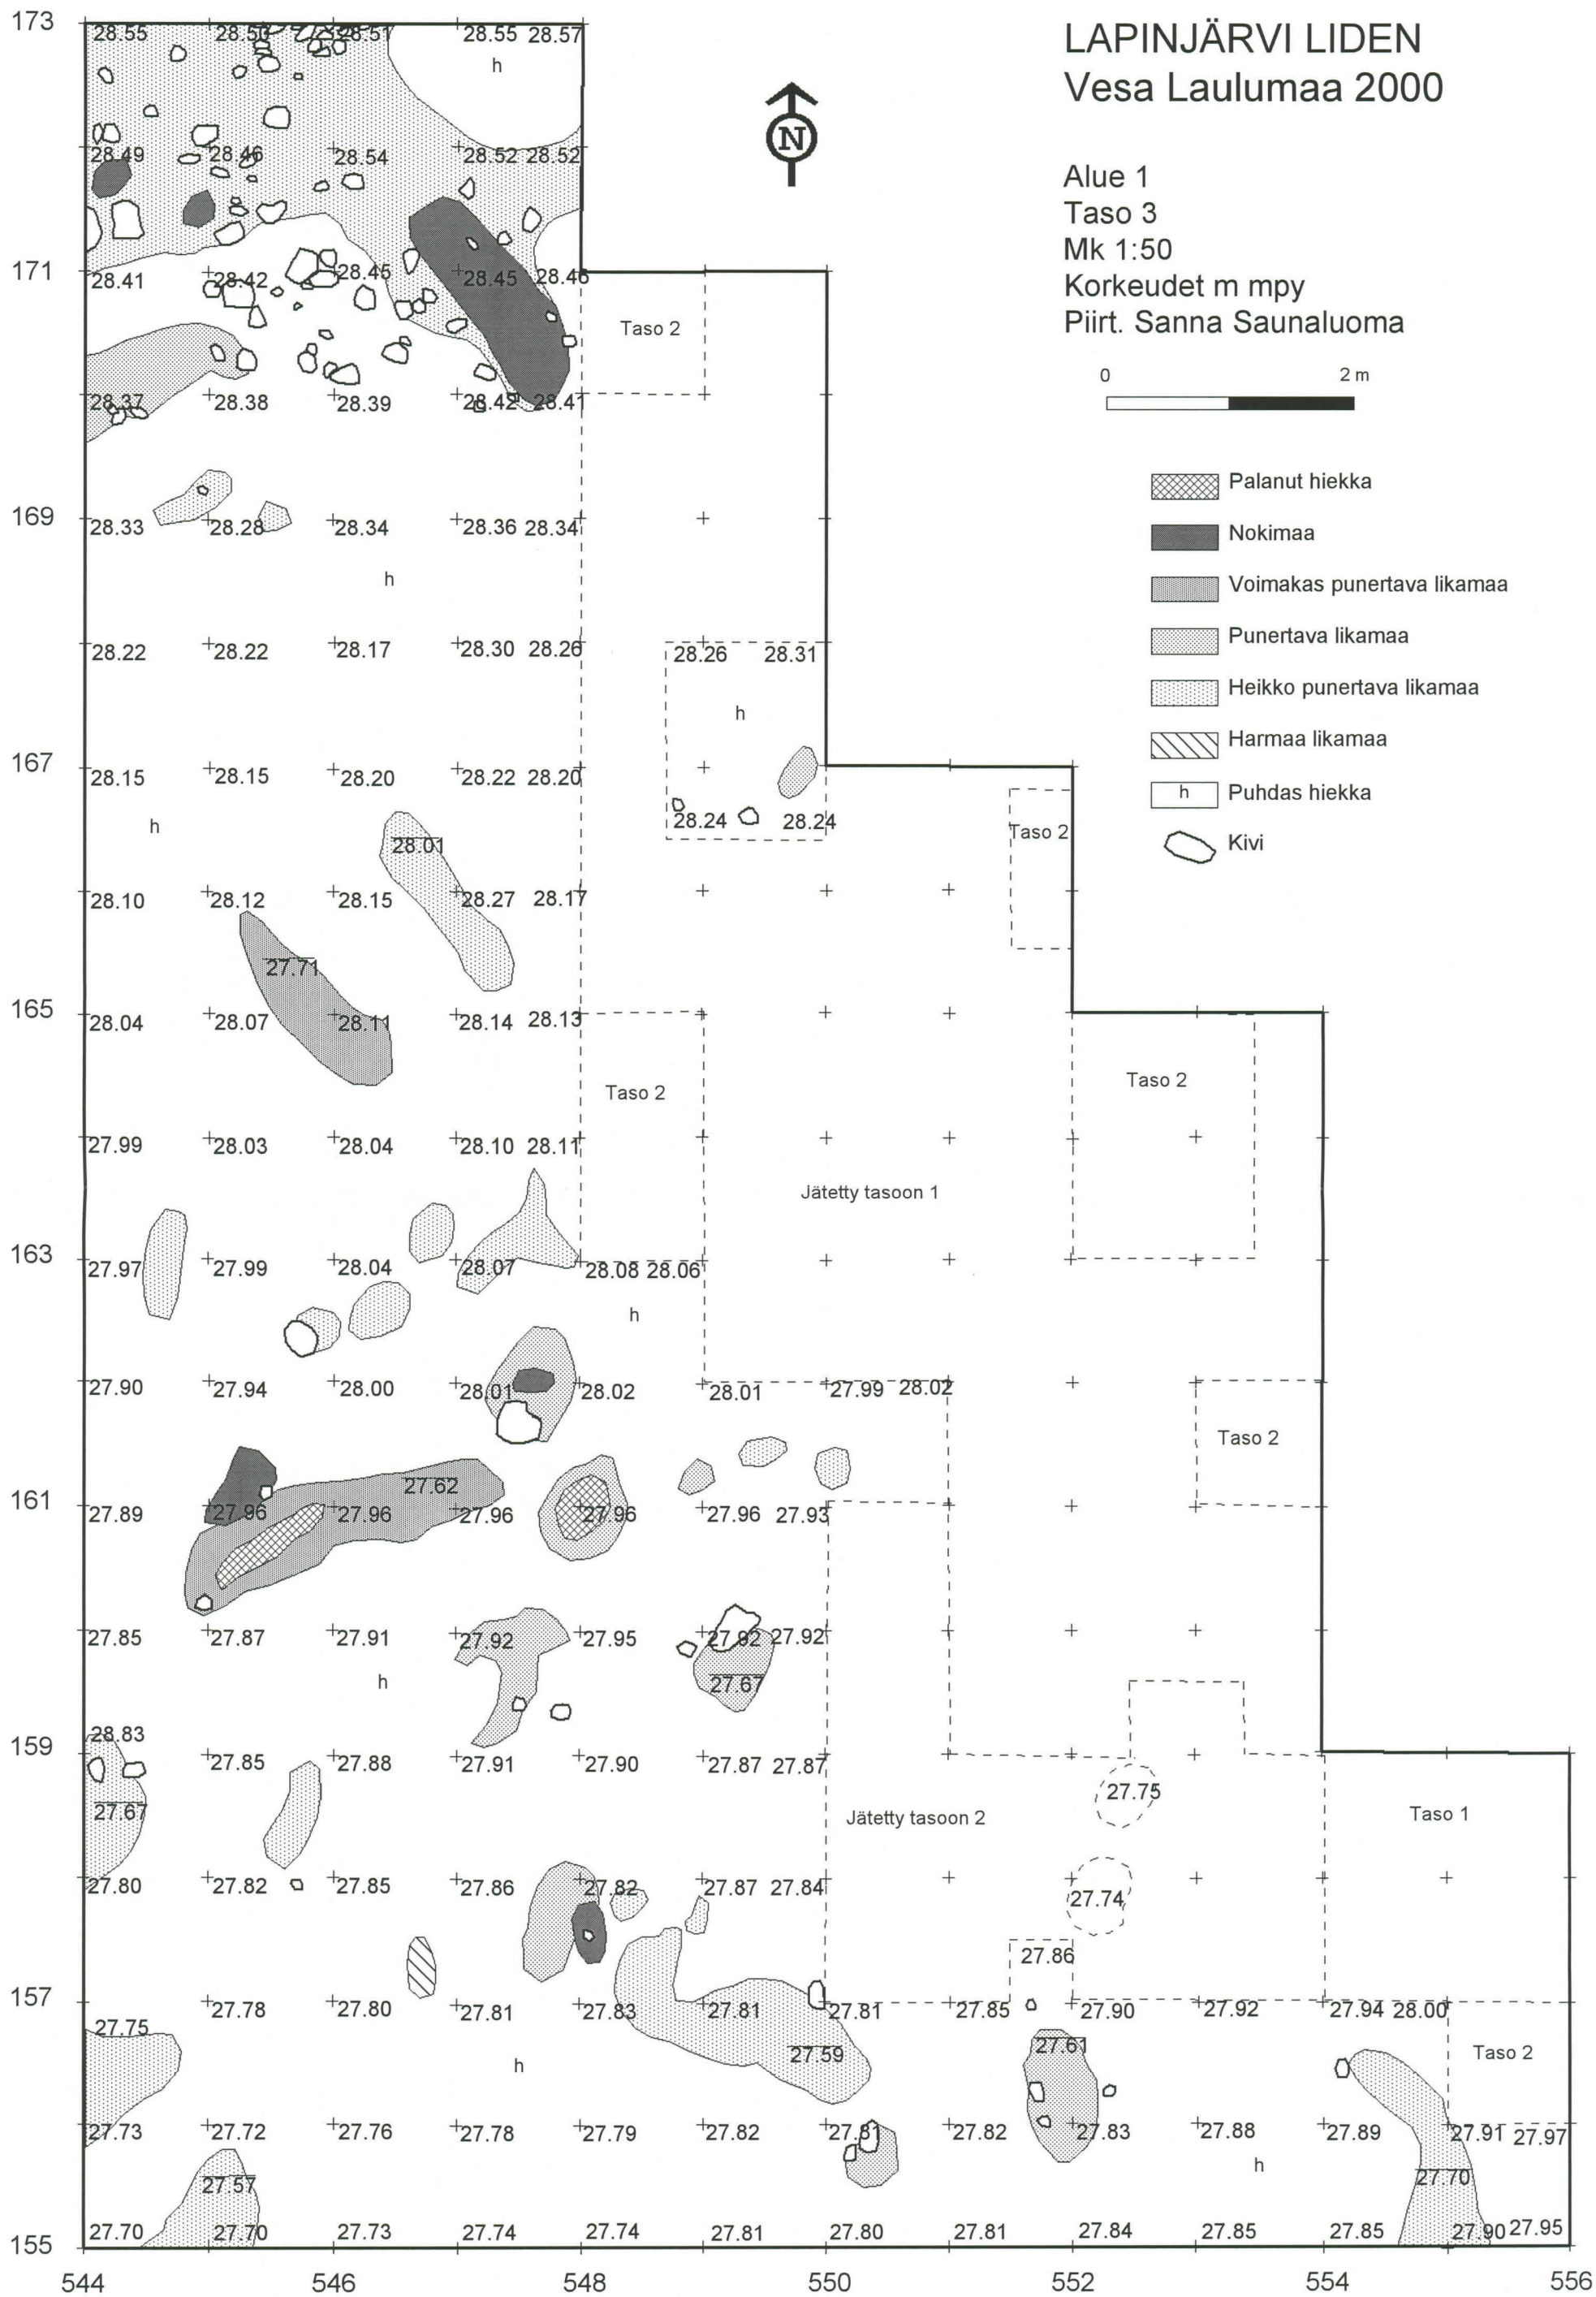 LAPINJÄRVI LIDEN
Vesa Laulumaa 2000
Alue 1
Taso 3
Mk 1:50
Korkeudet m mpy
Piirt. Sanna Saunaluoma
0 2 m
N
Palanut hiekka
Nokimaa
Voimakas punertava likamaa
Punertava likamaa
Heikko punertava likamaa
Harmaa likamaa
h Puhdas hiekka
Kivi
173
28.55 28.51 28.55 28.57
h
28.49 28.46 28.54 28.52 28.52
171
28.41 28.42 28.45 28.45 28.46
Taso 2
28.37 28.38 28.39 28.42 28.41
169
28.33 28.28 28.34 28.36 28.34
h
28.22 28.22 28.17 28.30 28.26 28.26 28.31
h
167
28.15 28.15 28.20 28.22 28.20
h
28.24 28.24
Taso 2
28.01
28.10 28.12 28.15 28.27 28.17
27.71
165
28.04 28.07 28.11 28.14 28.13
Taso 2
Taso 2
27.99 28.03 28.04 28.10 28.11
Jätetty tasoon 1
163
27.97 27.99 28.04 28.07 28.08 28.06
h
27.90 27.94 28.00 28.01 28.02 28.01 27.99 28.02
Taso 2
27.62
161
27.89 27.96 27.96 27.96 27.96 27.96 27.93
27.85 27.87 27.91 27.92 27.95 27.92 27.92
h
27.67
159
28.83 27.85 27.88 27.91 27.90 27.87 27.87
27.75
27.67
Jätetty tasoon 2
Taso 1
27.80 27.82 27.85 27.86 27.82 27.87 27.84
27.74
27.86
157
27.75 27.78 27.80 27.81 27.83 27.81 27.81 27.85 27.90 27.92 27.94 28.00
h
27.59
27.61
Taso 2
27.73 27.72 27.76 27.78 27.79 27.82 27.81 27.82 27.83 27.88 27.89 27.91 27.97
h
27.57
27.70
155
27.70 27.70 27.73 27.74 27.74 27.81 27.80 27.81 27.84 27.85 27.85 27.90 27.95
544 546 548 550 552 554 556